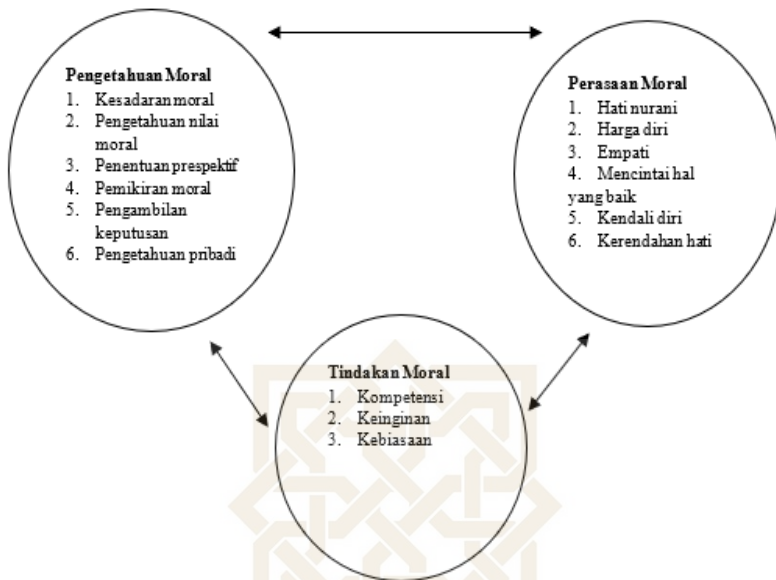 Pengetahuan Moral
1. Kesadaran moral
2. Pengetahuan nilai
moral
3. Penentuan prespektif
4. Pemikiran moral
5. Pengambilan
keputusan
6. Pengetahuan pribadi
Perasaan Moral
1. Hati nurani
2. Harga diri
3. Empati
4. Mencintai hal
yang baik
5. Kendali diri
6. Kerendahan hati
Tindakan Moral
1. Kompetensi
2. Keinginan
3. Kebiasaan